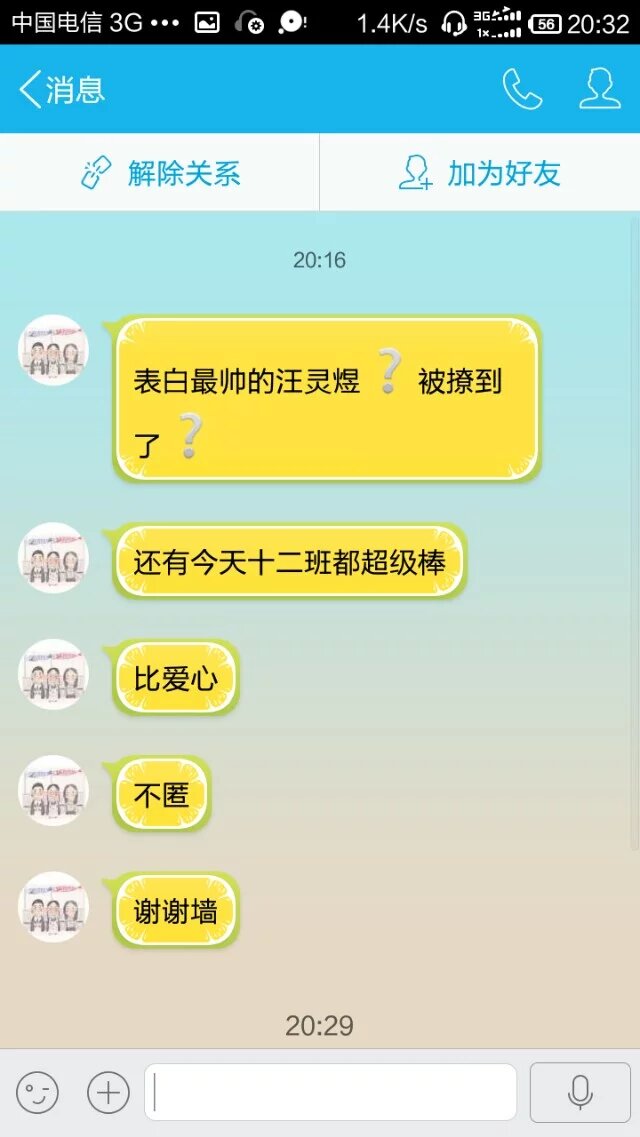 中国电信 3G ••• 1.4K/s 3G 1x 56 20:32
消息
解除关系 加为好友
20:16
表白最帅的汪灵煜❔被撩到
了❔
还有今天十二班都超级棒
比爱心
不匿
谢谢墙
20:29